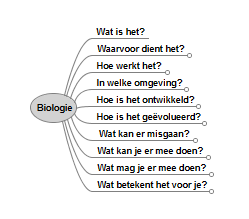 Wat is het?
Waarvoor dient het?
Hoe werkt het?
In welke omgeving?
Biologie
Hoe is het ontwikkeld?
Hoe is het geëvolueerd?
Wat kan er misgaan?
Wat kan je er mee doen?
Wat mag je er mee doen?
Wat betekent het voor je?